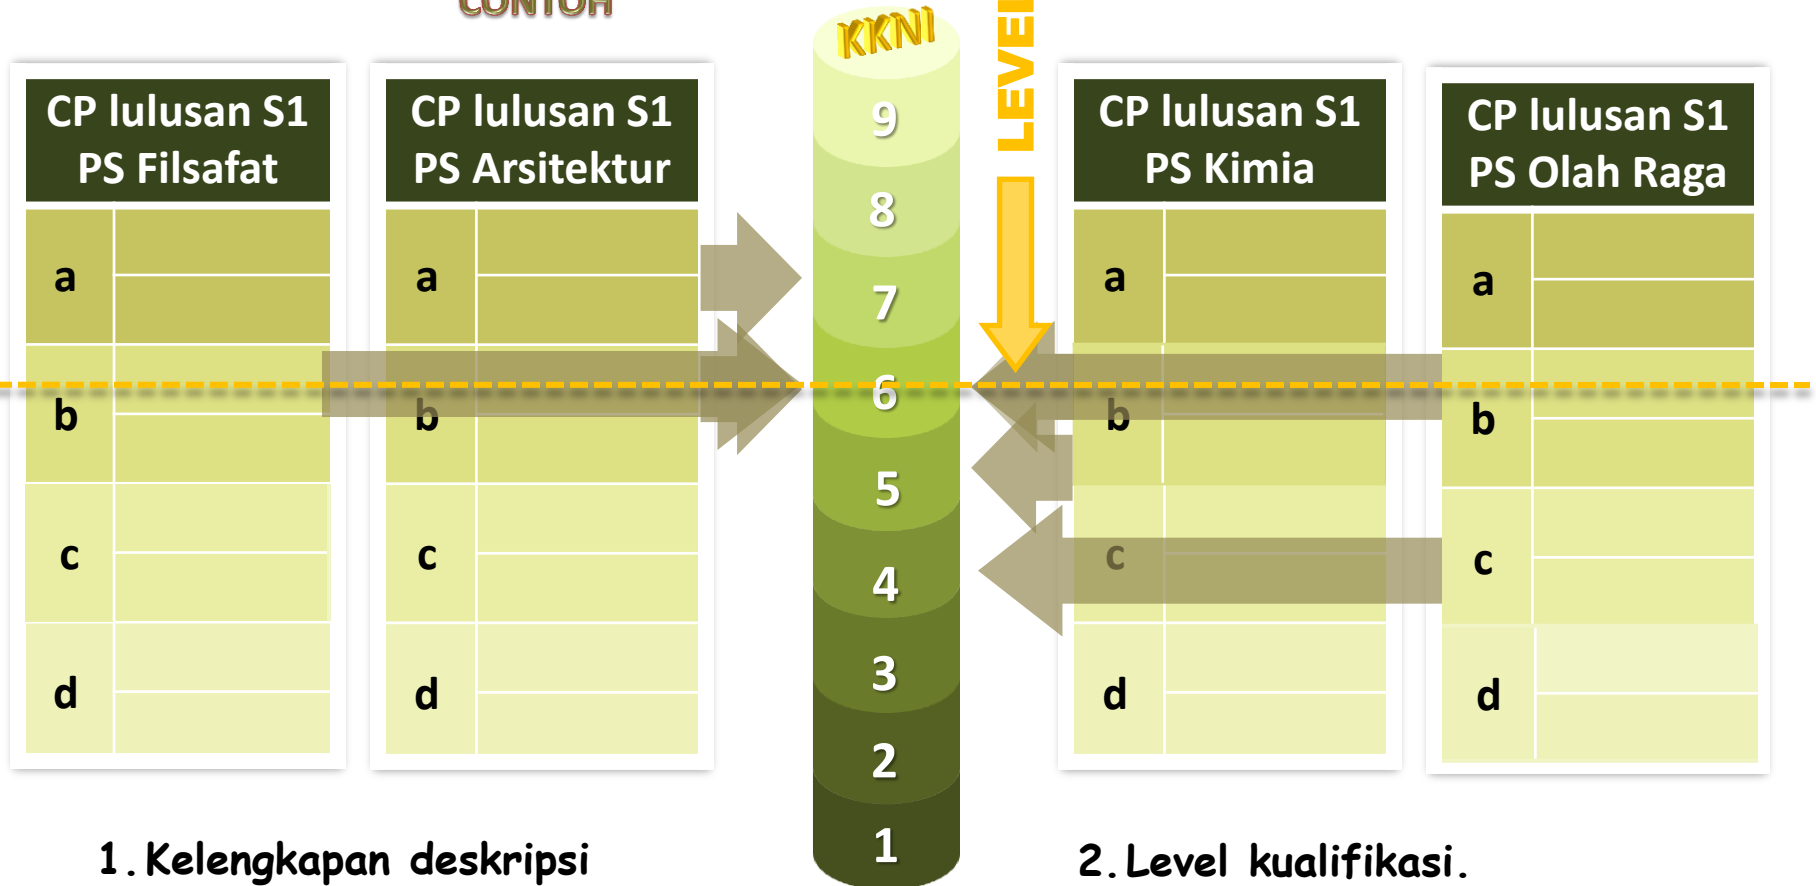 CONTOH
CP lulusan S1
PS Filsafat
a
b
c
d
CP lulusan S1
PS Arsitektur
a
b
c
d
KKNI
9
8
7
6
5
4
3
2
1
LEVEL
CP lulusan S1
PS Kimia
a
b
c
d
CP lulusan S1
PS Olah Raga
a
b
c
d
1. Kelengkapan deskripsi
2. Level kualifikasi.